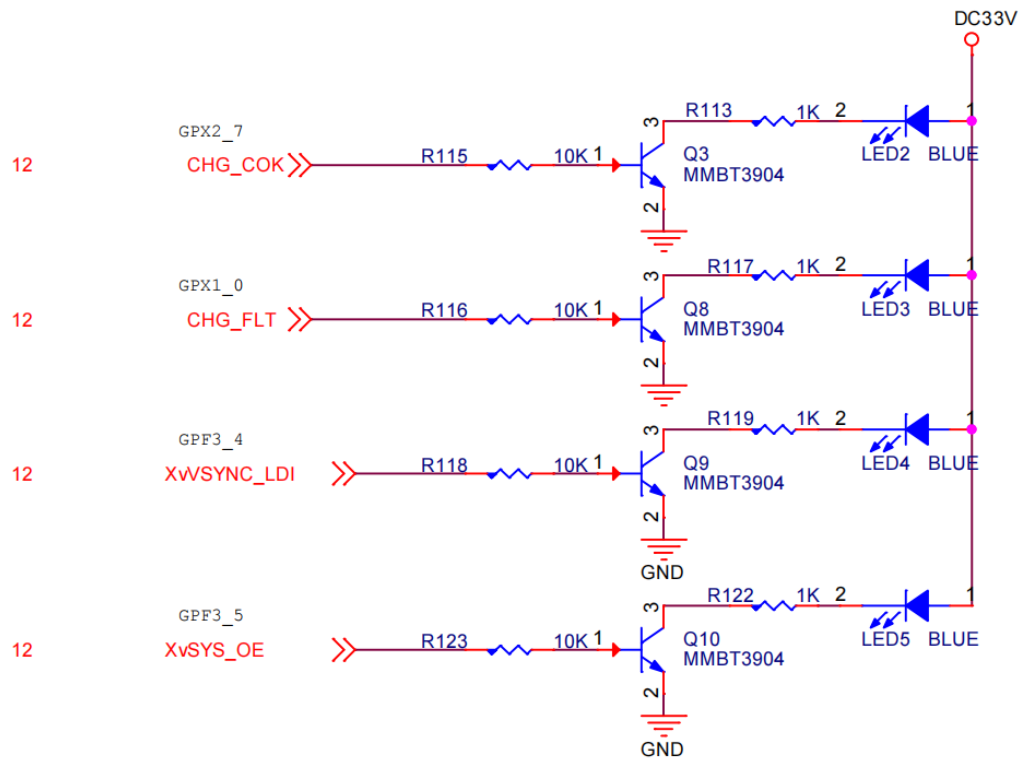 DC33V
GPX2_7
12 CHG_COK R115 10K 1 3 2 Q3 MMBT3904 R113 1K 2 LED2 BLUE 1
GPX1_0
12 CHG_FLT R116 10K 1 3 2 Q8 MMBT3904 R117 1K 2 LED3 BLUE 1
GPF3_4
12 XvVSYNC_LDI R118 10K 1 3 2 Q9 MMBT3904 R119 1K 2 LED4 BLUE 1
GND
GPF3_5
12 XvSYS_OE R123 10K 1 3 2 Q10 MMBT3904 R122 1K 2 LED5 BLUE 1
GND